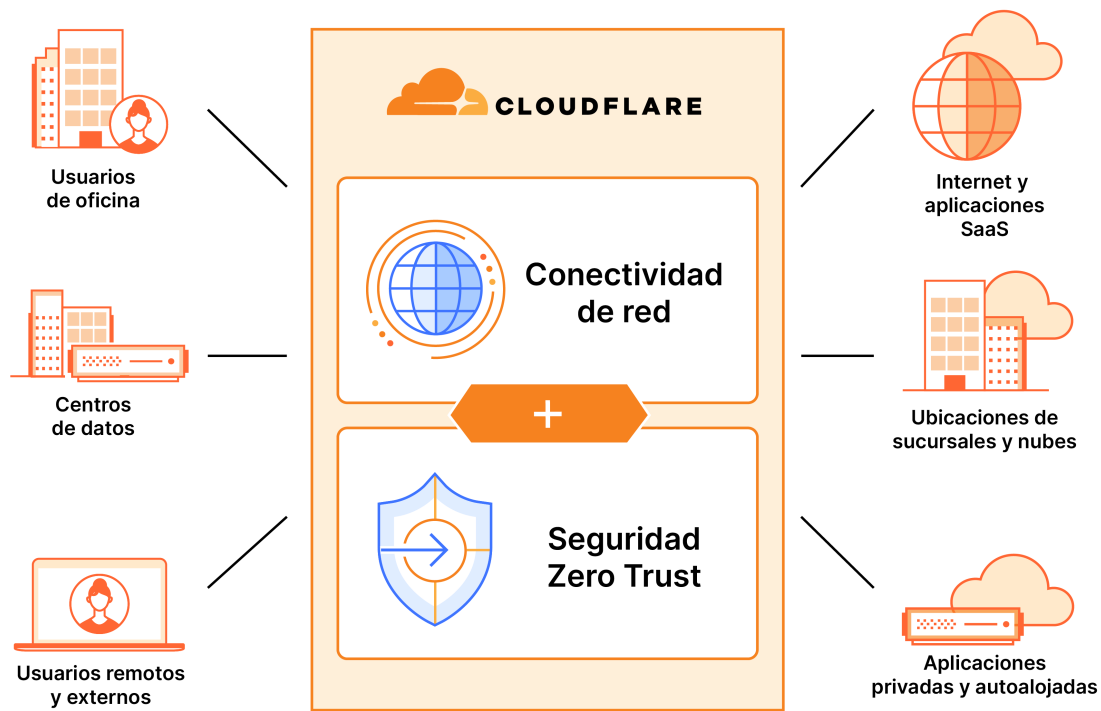 CLOUDFLARE
Usuarios
de oficina
Centros
de datos
Usuarios remotos
y externos
Conectividad
de red
+
Seguridad
Zero Trust
Internet y
aplicaciones
SaaS
Ubicaciones de
sucursales y nubes
Aplicaciones
privadas y autoalojadas